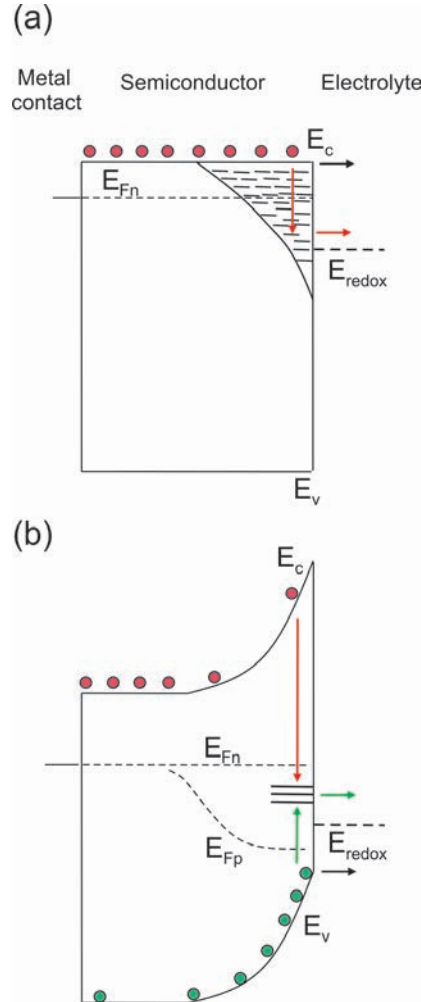 (a)
Metal contact Semiconductor Electrolyte
E_c
E_Fn
E_redox
E_v
(b)
E_c
E_Fn
E_Fp
E_redox
E_v